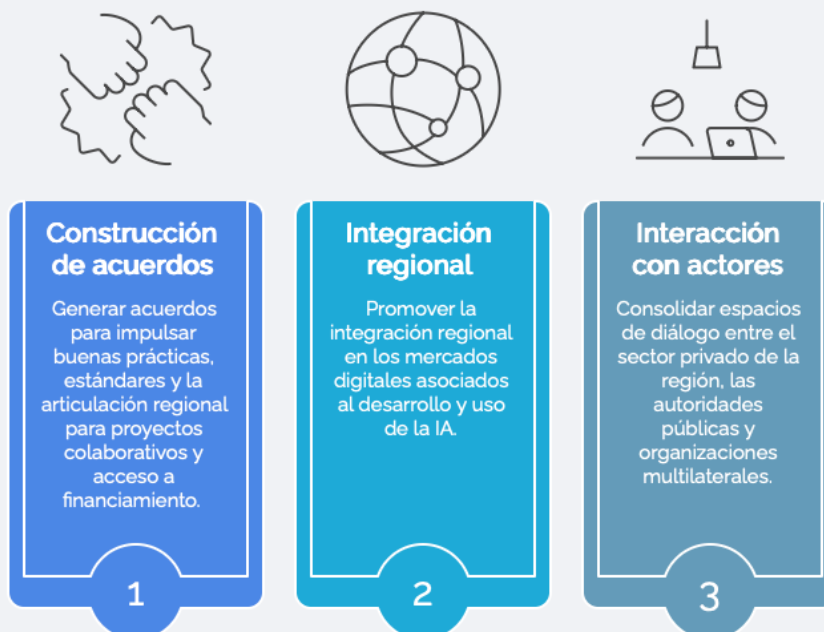 Construcción
de acuerdos
Generar acuerdos
para impulsar
buenas prácticas,
estándares y la
articulación regional
para proyectos
colaborativos y
acceso a
financiamiento.
1
Integración
regional
Promover la
integración regional
en los mercados
digitales asociados
al desarrollo y uso
de la IA.
2
Interacción
con actores
Consolidar espacios
de diálogo entre el
sector privado de la
región, las
autoridades
públicas y
organizaciones
multilaterales.
3